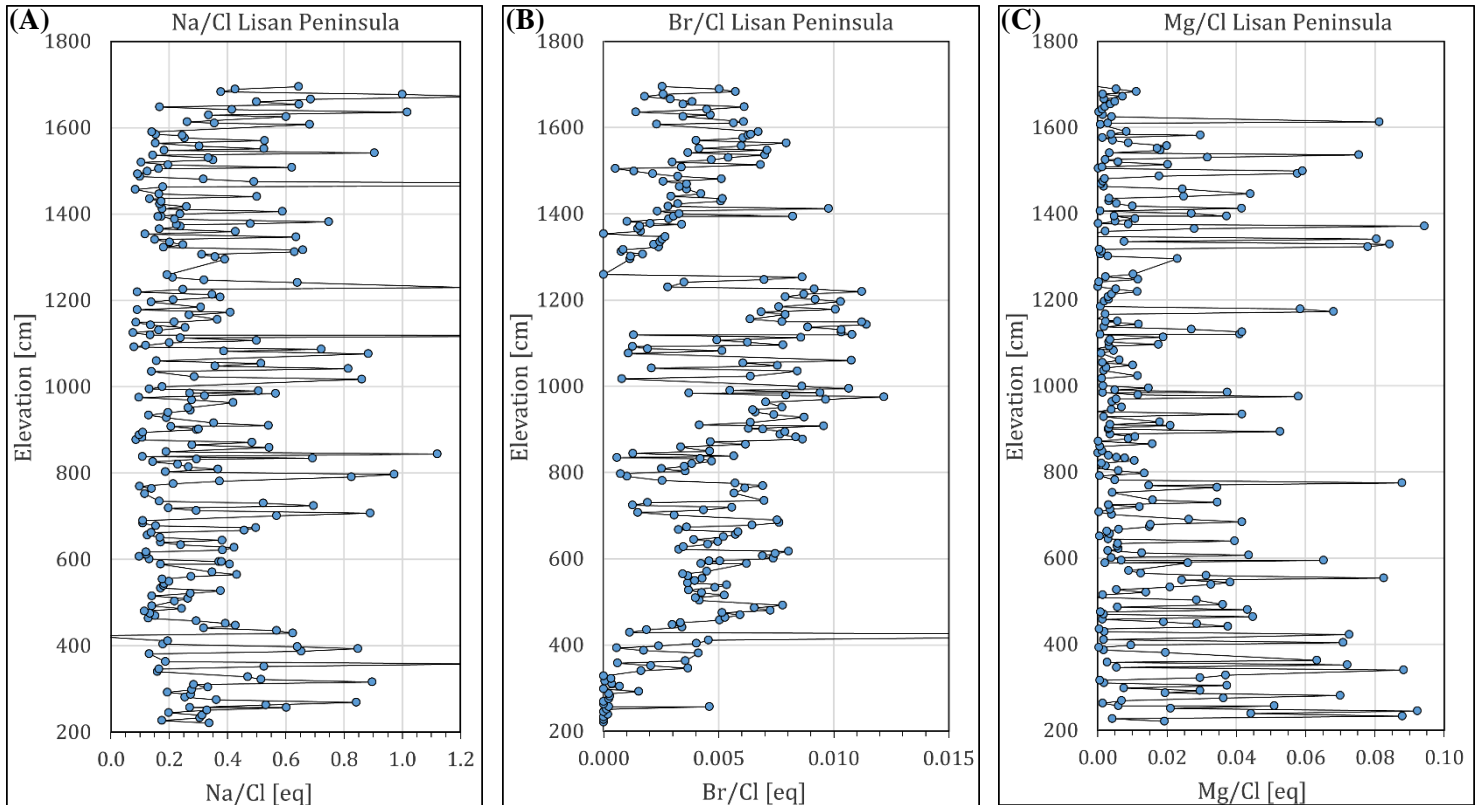 (A) Na/Cl Lisan Peninsula
1800
1600
1400
1200
1000
800
600
400
200
Elevation [cm]
0.0 0.2 0.4 0.6 0.8 1.0 1.2
Na/Cl [eq]
(B) Br/Cl Lisan Peninsula
1800
1600
1400
1200
1000
800
600
400
200
Elevation [cm]
0.000 0.005 0.010 0.015
Br/Cl [eq]
(C) Mg/Cl Lisan Peninsula
1800
1600
1400
1200
1000
800
600
400
200
Elevation [cm]
0.00 0.02 0.04 0.06 0.08 0.10
Mg/Cl [eq]